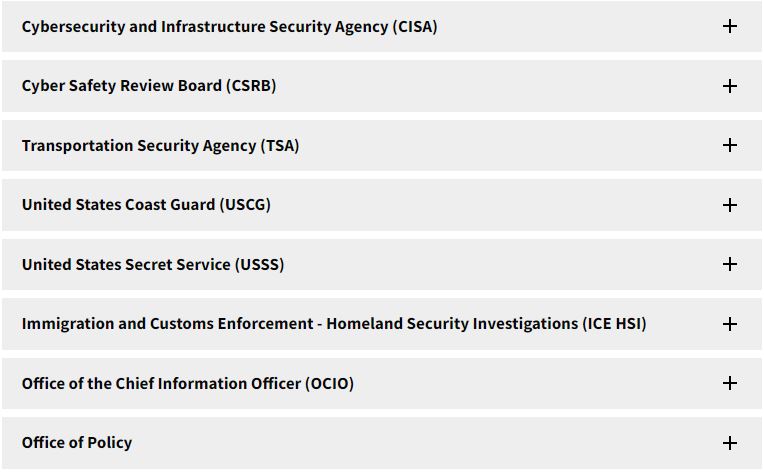 Cybersecurity and Infrastructure Security Agency (CISA)
Cyber Safety Review Board (CSRB)
Transportation Security Agency (TSA)
United States Coast Guard (USCG)
United States Secret Service (USSS)
Immigration and Customs Enforcement - Homeland Security Investigations (ICE HSI)
Office of the Chief Information Officer (OCIO)
Office of Policy